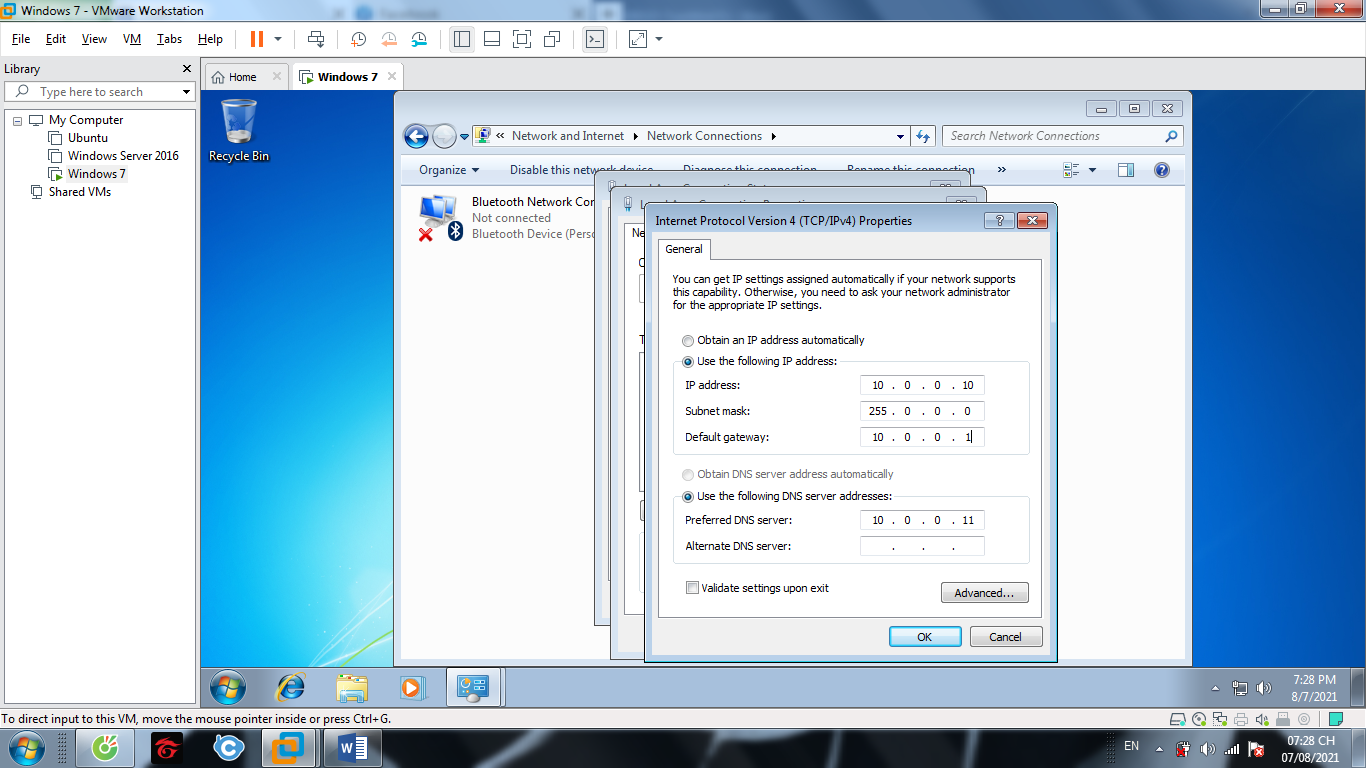 Windows 7 - VMware Workstation
File Edit View VM Tabs Help
Library
Type here to search
My Computer
Ubuntu
Windows Server 2016
Windows 7
Shared VMs
Home
Windows 7
Recycle Bin
« Network and Internet Network Connections
Search Network Connections
Organize Disable this network device Diagnose this connection Rename this connection »
Bluetooth Network Con
Not connected
Bluetooth Device (Perso
Internet Protocol Version 4 (TCP/IPv4) Properties
General
You can get IP settings assigned automatically if your network supports
this capability. Otherwise, you need to ask your network administrator
for the appropriate IP settings.
Obtain an IP address automatically
Use the following IP address:
IP address: 10 . 0 . 0 . 10
Subnet mask: 255 . 0 . 0 . 0
Default gateway: 10 . 0 . 0 . 1
Obtain DNS server address automatically
Use the following DNS server addresses:
Preferred DNS server: 10 . 0 . 0 . 11
Alternate DNS server: . . .
Validate settings upon exit
Advanced...
OK Cancel
7:28 PM
8/7/2021
To direct input to this VM, move the mouse pointer inside or press Ctrl+G.
EN
07:28 CH
07/08/2021